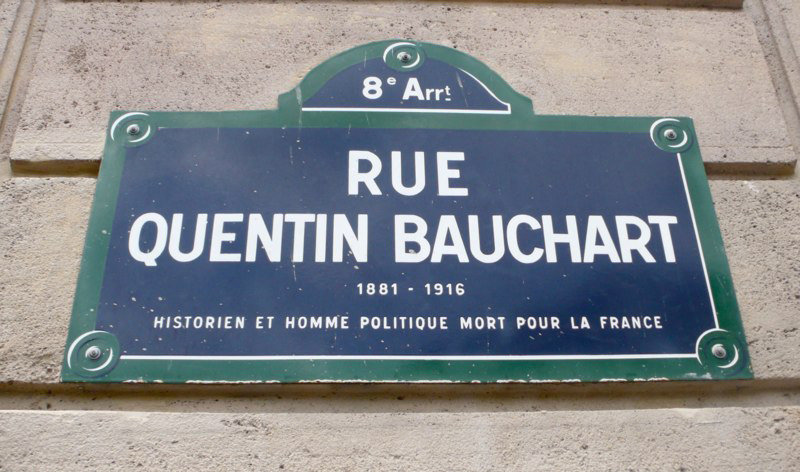 8e Arrt
RUE
QUENTIN BAUCHART
1881 - 1916
HISTORIEN ET HOMME POLITIQUE MORT POUR LA FRANCE